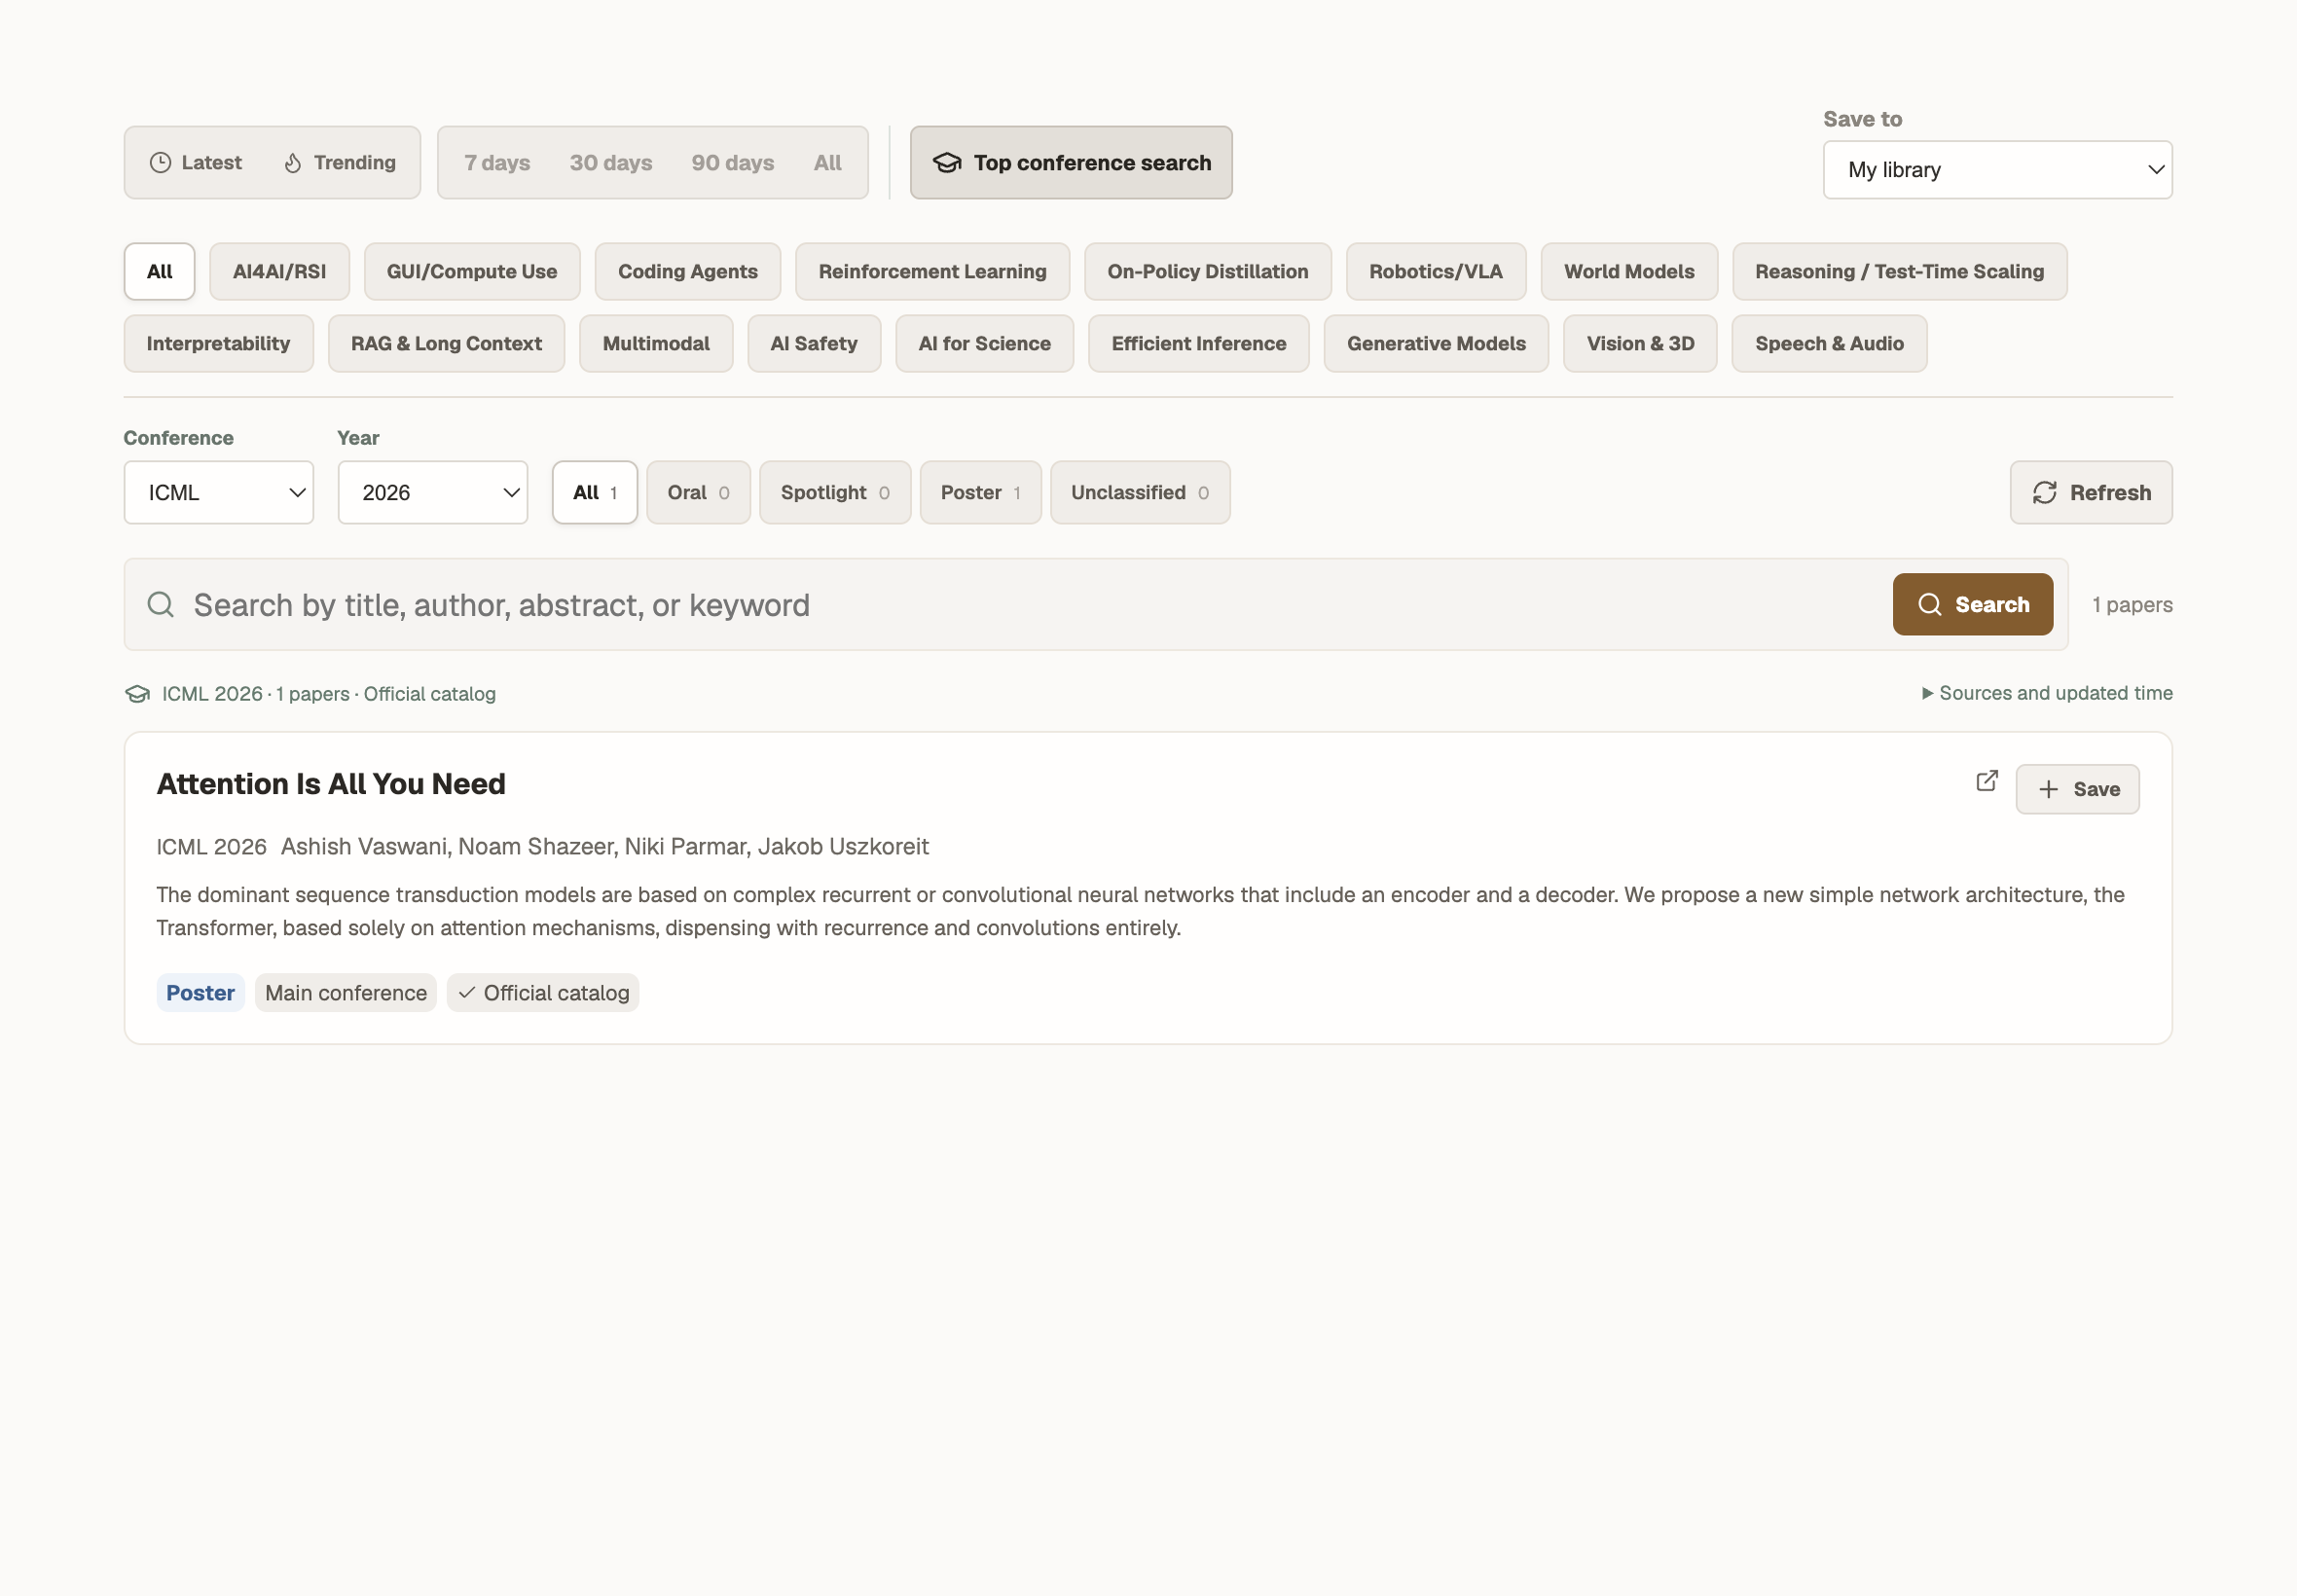 Save to
Latest Trending 7 days 30 days 90 days All Top conference search My library
All AI4AI/RSI GUI/Compute Use Coding Agents Reinforcement Learning On-Policy Distillation Robotics/VLA World Models Reasoning / Test-Time Scaling
Interpretability RAG & Long Context Multimodal AI Safety AI for Science Efficient Inference Generative Models Vision & 3D Speech & Audio
Conference Year
ICML 2026 All 1 Oral 0 Spotlight 0 Poster 1 Unclassified 0 Refresh
Search by title, author, abstract, or keyword Search 1 papers
ICML 2026 · 1 papers · Official catalog Sources and updated time
Attention Is All You Need Save
ICML 2026 Ashish Vaswani, Noam Shazeer, Niki Parmar, Jakob Uszkoreit
The dominant sequence transduction models are based on complex recurrent or convolutional neural networks that include an encoder and a decoder. We propose a new simple network architecture, the
Transformer, based solely on attention mechanisms, dispensing with recurrence and convolutions entirely.
Poster Main conference Official catalog